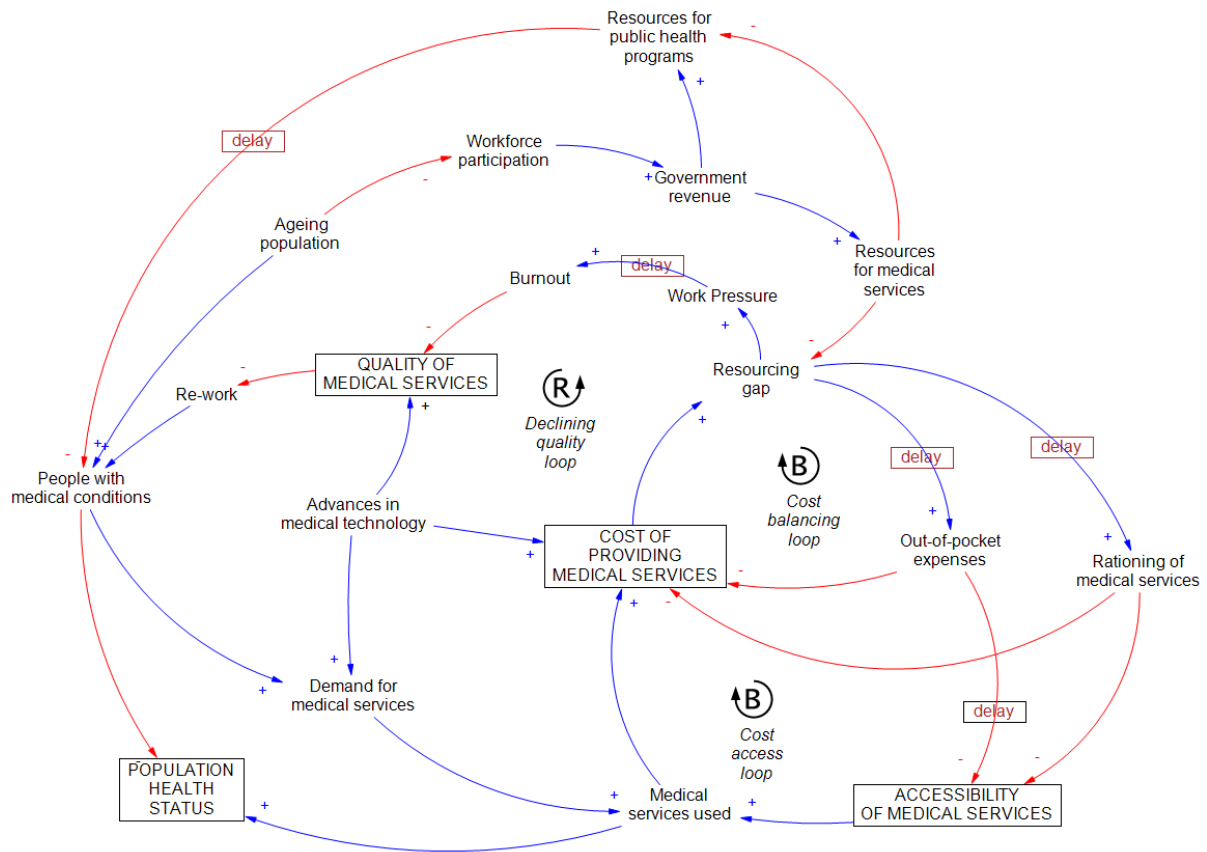 Resources for
public health
programs
-
+
delay
Workforce
participation
-
+
Government
revenue
Ageing
population
+
Resources
for medical
services
+
delay
Burnout
Work Pressure
-
+
-
QUALITY OF
MEDICAL SERVICES
-
Re-work
+
Resourcing
gap
R
Declining
quality
loop
+
B
Cost
balancing
loop
delay
delay
-
++
People with
medical conditions
Advances in
medical technology
+
COST OF
PROVIDING
MEDICAL SERVICES
+
Out-of-pocket
expenses
+
Rationing of
medical services
-
+
-
+
+
Demand for
medical services
B
Cost
access
loop
delay
-
POPULATION
HEALTH
STATUS
+
+
Medical
services used
+
-
-
ACCESSIBILITY
OF MEDICAL SERVICES